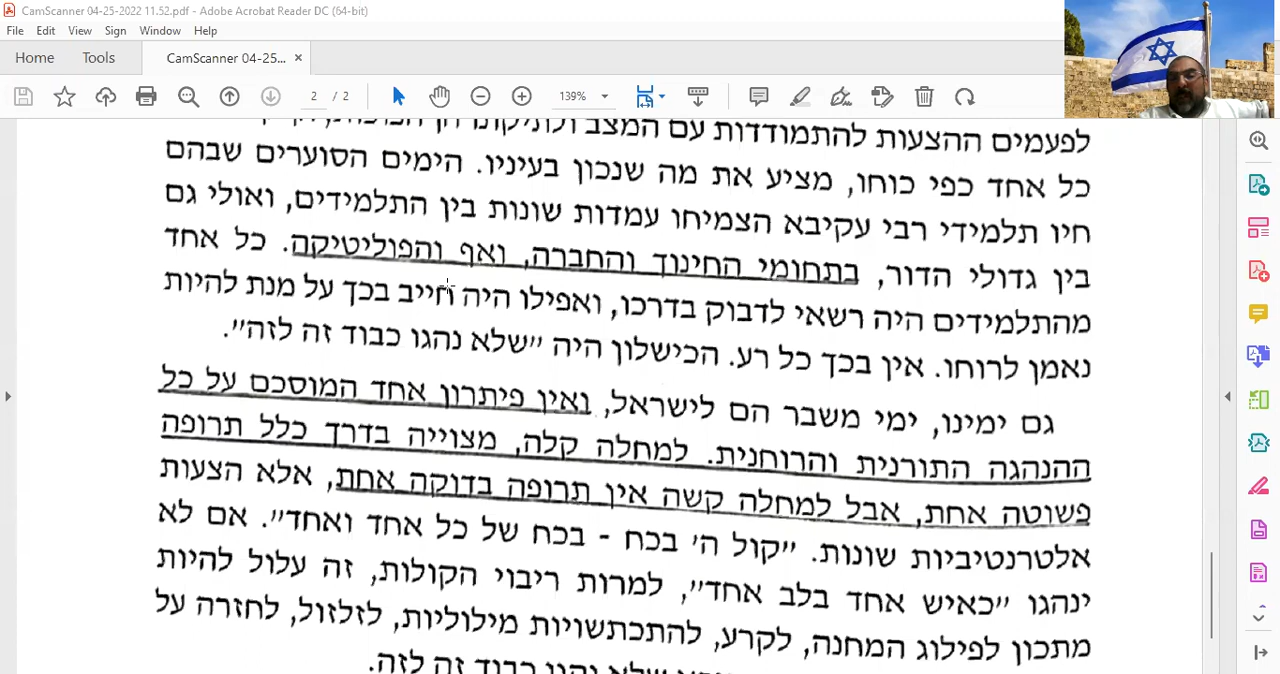 CamScanner 04-25-2022 11.52.pdf - Adobe Acrobat Reader DC (64-bit)
File Edit View Sign Window Help
Home Tools CamScanner 04-25... ×
2 / 2 139%
לפעמים ההצעות להתמודדות עם המצב ולתיקונו הן
כל אחד כפי כוחו, מציע את מה שנכון בעיניו. הימים הסוערים שבהם
חיו תלמידי רבי עקיבא הצמיחו עמדות שונות בין התלמידים, ואולי גם
בין גדולי הדור, בתחומי החינוך והחברה, ואף והפוליטיקה. כל אחד
מהתלמידים היה רשאי לדבוק בדרכו, ואפילו היה חייב בכך על מנת להיות
נאמן לרוחו. אין בכך כל רע. הכישלון היה "שלא נהגו כבוד זה לזה".
גם ימינו, ימי משבר הם לישראל, ואין פיתרון אחד המוסכם על כל
ההנהגה התורנית והרוחנית. למחלה קלה, מצוייה בדרך כלל תרופה
פשוטה אחת, אבל למחלה קשה אין תרופה בדוקה אחת, אלא הצעות
אלטרנטיביות שונות. "קול ה' בכח - בכח של כל אחד ואחד". אם לא
ינהגו "כאיש אחד בלב אחד", למרות ריבוי הקולות, זה עלול להיות
מתכון לפילוג המחנה, לקרע, להתכתשויות מילוליות, לזלזול, לחזרה על
שלא נהגו כבוד זה לזה.